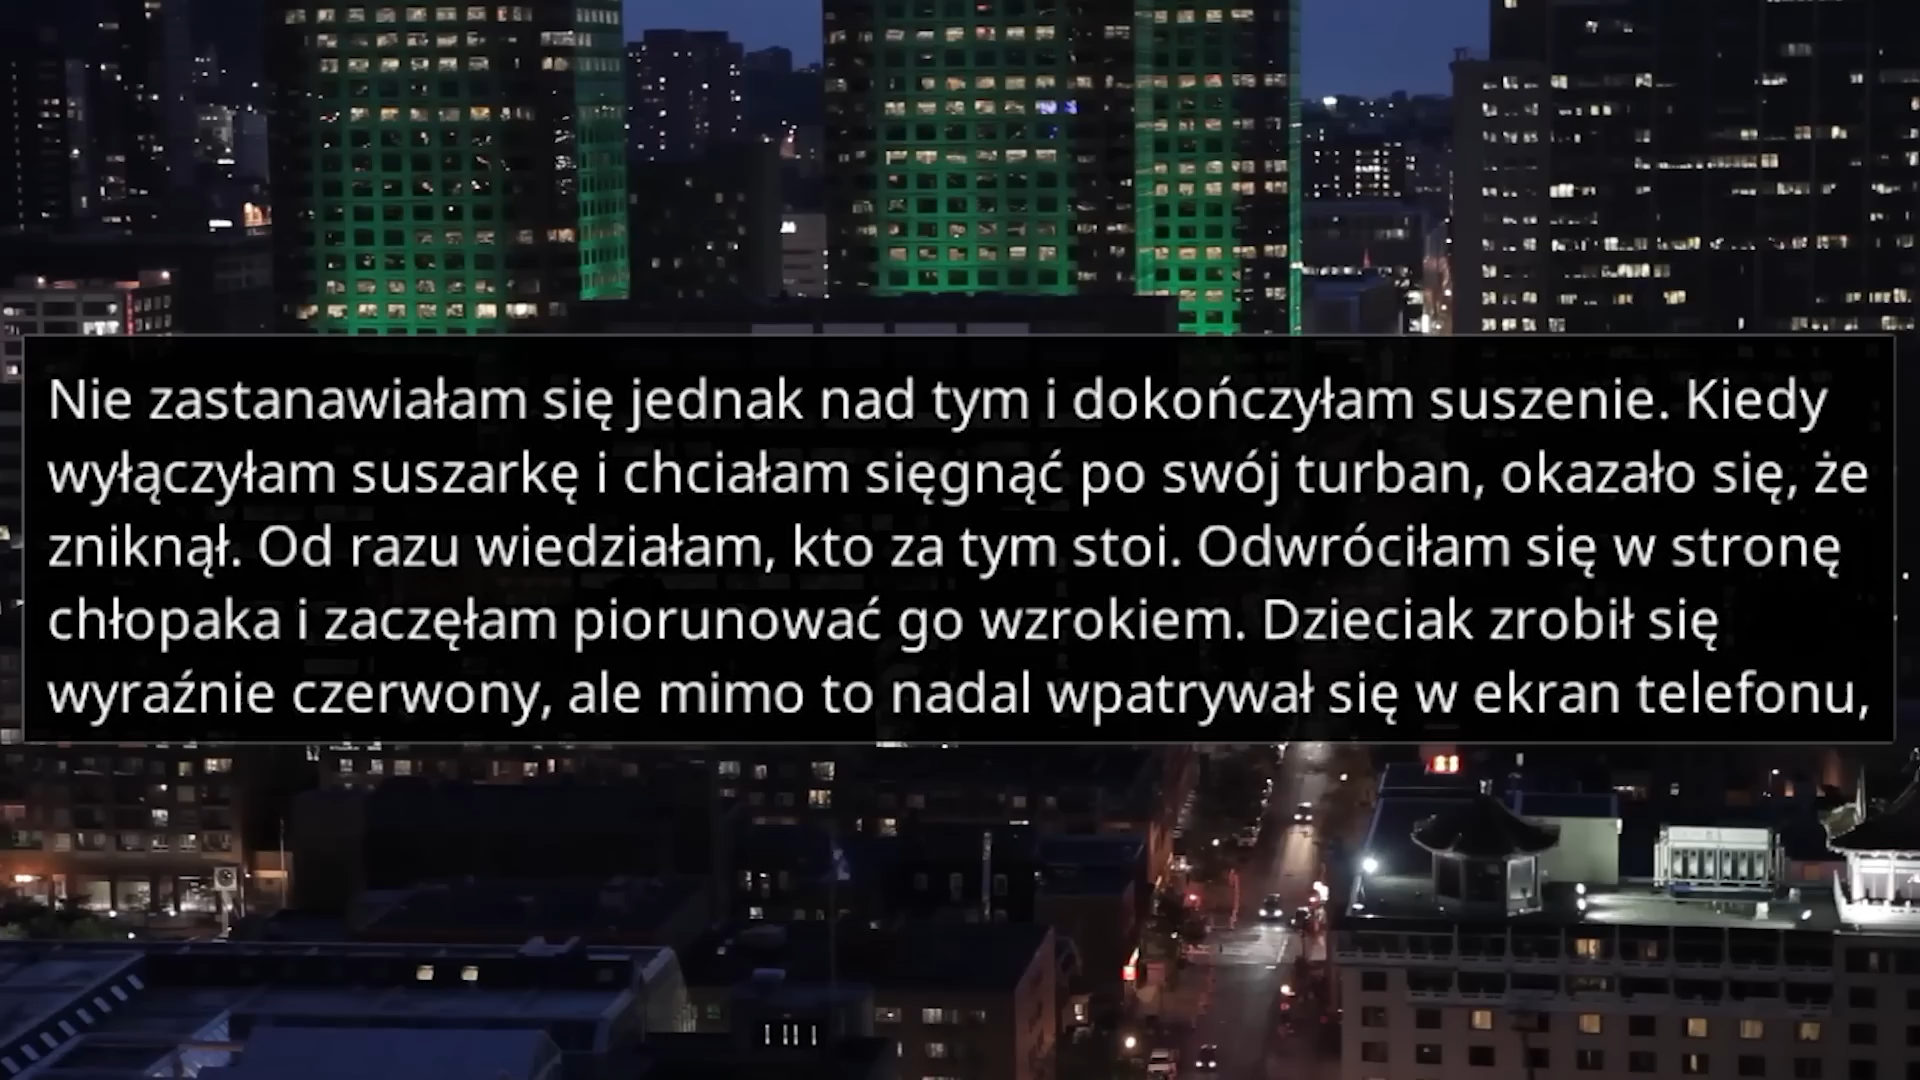 Nie zastanawiałam się jednak nad tym i dokończyłam suszenie. Kiedy
wyłączyłam suszarkę i chciałam sięgnąć po swój turban, okazało się, że
zniknął. Od razu wiedziałam, kto za tym stoi. Odwróciłam się w stronę
chłopaka i zaczęłam piorunować go wzrokiem. Dzieciak zrobił się
wyraźnie czerwony, ale mimo to nadal wpatrywał się w ekran telefonu,